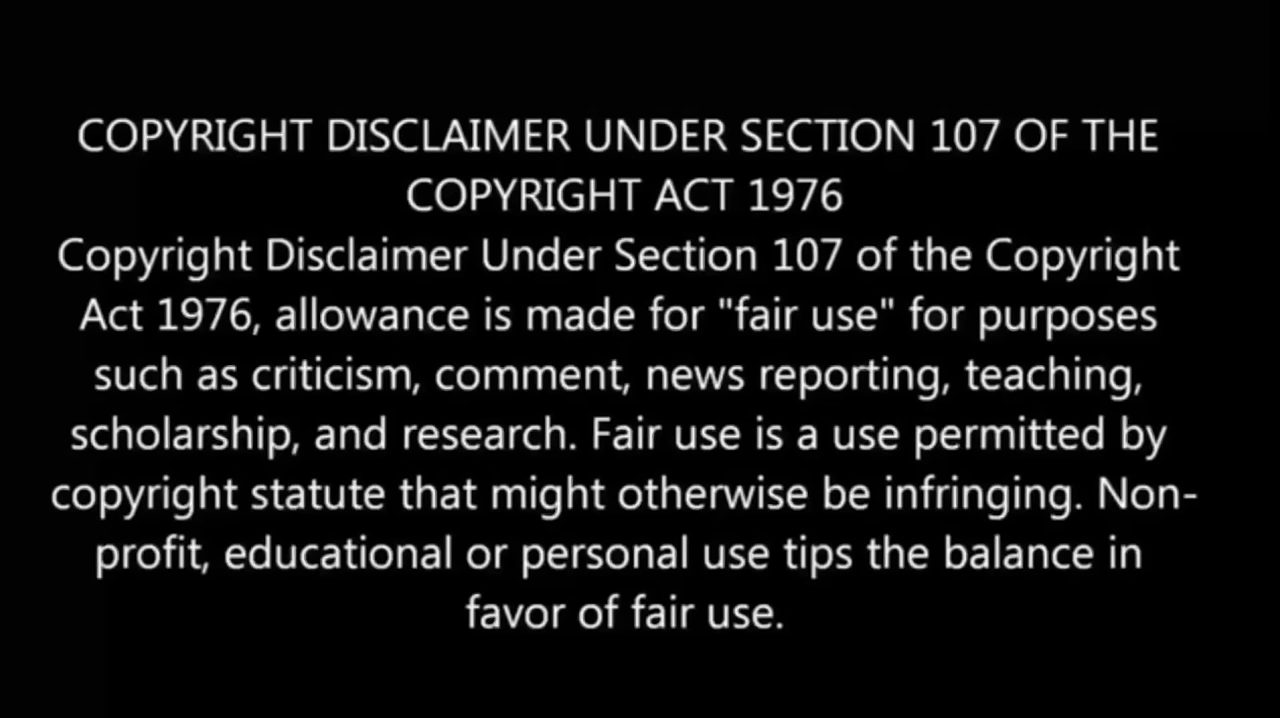 COPYRIGHT DISCLAIMER UNDER SECTION 107 OF THE
COPYRIGHT ACT 1976
Copyright Disclaimer Under Section 107 of the Copyright
Act 1976, allowance is made for "fair use" for purposes
such as criticism, comment, news reporting, teaching,
scholarship, and research. Fair use is a use permitted by
copyright statute that might otherwise be infringing. Non-
profit, educational or personal use tips the balance in
favor of fair use.